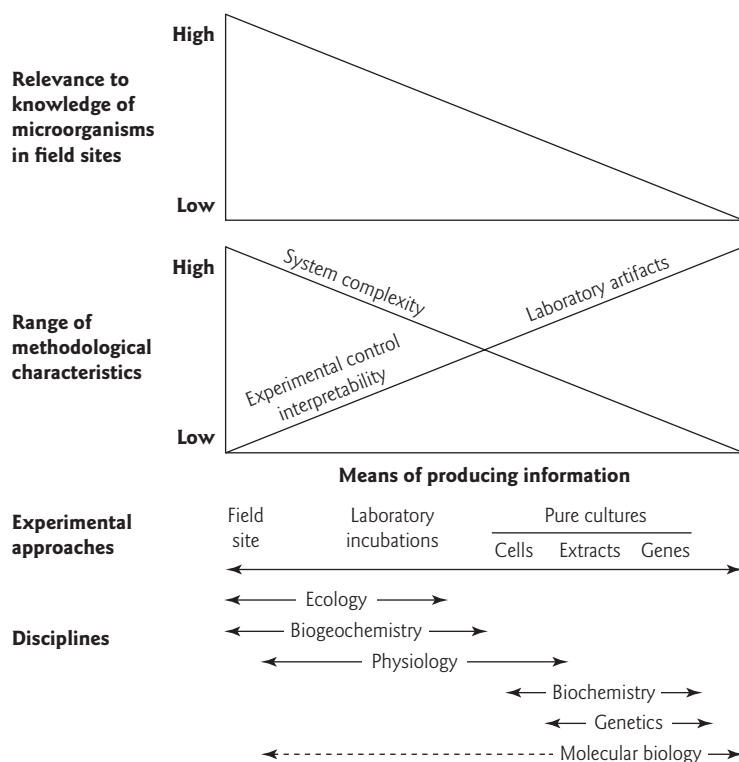 High
Relevance to
knowledge of
microorganisms
in field sites
Low
High
System complexity
Laboratory artifacts
Range of
methodological
characteristics
Experimental control
interpretability
Low
Means of producing information
Experimental
approaches
Field
site
Laboratory
incubations
Pure cultures
Cells Extracts Genes
Ecology
Disciplines
Biogeochemistry
Physiology
Biochemistry
Genetics
Molecular biology